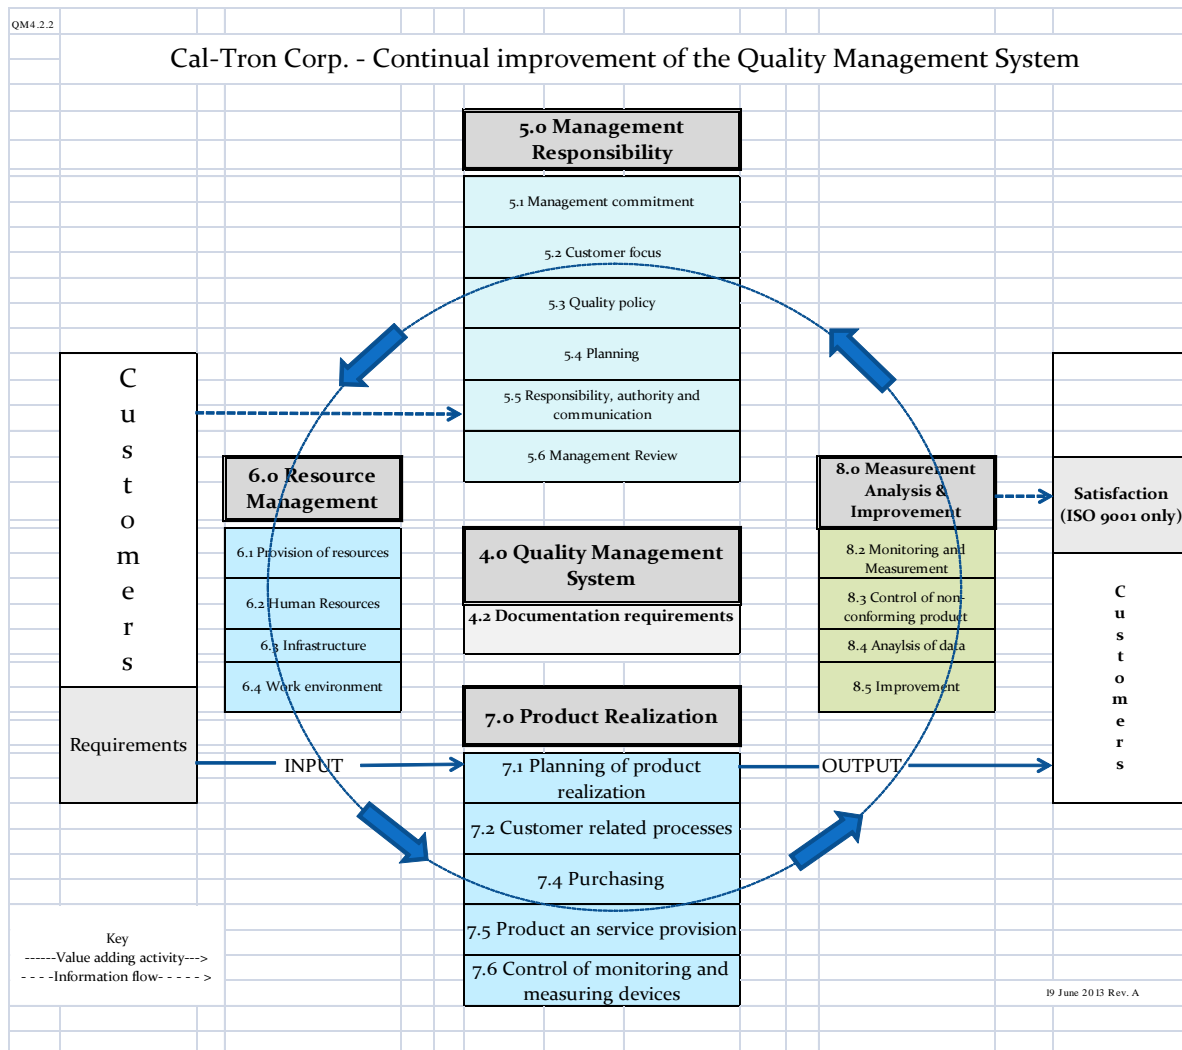 QM4.2.2
Cal-Tron Corp. - Continual improvement of the Quality Management System
5.0 Management
Responsibility
5.1 Management commitment
5.2 Customer focus
5.3 Quality policy
5.4 Planning
5.5 Responsibility, authority and
communication
5.6 Management Review
Customers
Requirements
6.0 Resource
Management
6.1 Provision of resources
6.2 Human Resources
6.3 Infrastructure
6.4 Work environment
4.0 Quality Management
System
4.2 Documentation requirements
8.0 Measurement
Analysis &
Improvement
8.2 Monitoring and
Measurement
8.3 Control of non-
conforming product
8.4 Anaylsis of data
8.5 Improvement
Satisfaction
(ISO 9001 only)
Customers
7.0 Product Realization
INPUT
7.1 Planning of product
realization
OUTPUT
7.2 Customer related processes
7.4 Purchasing
7.5 Product an service provision
7.6 Control of monitoring and
measuring devices
Key
------Value adding activity--->
- - - -Information flow- - - - - >
19 June 2013 Rev. A